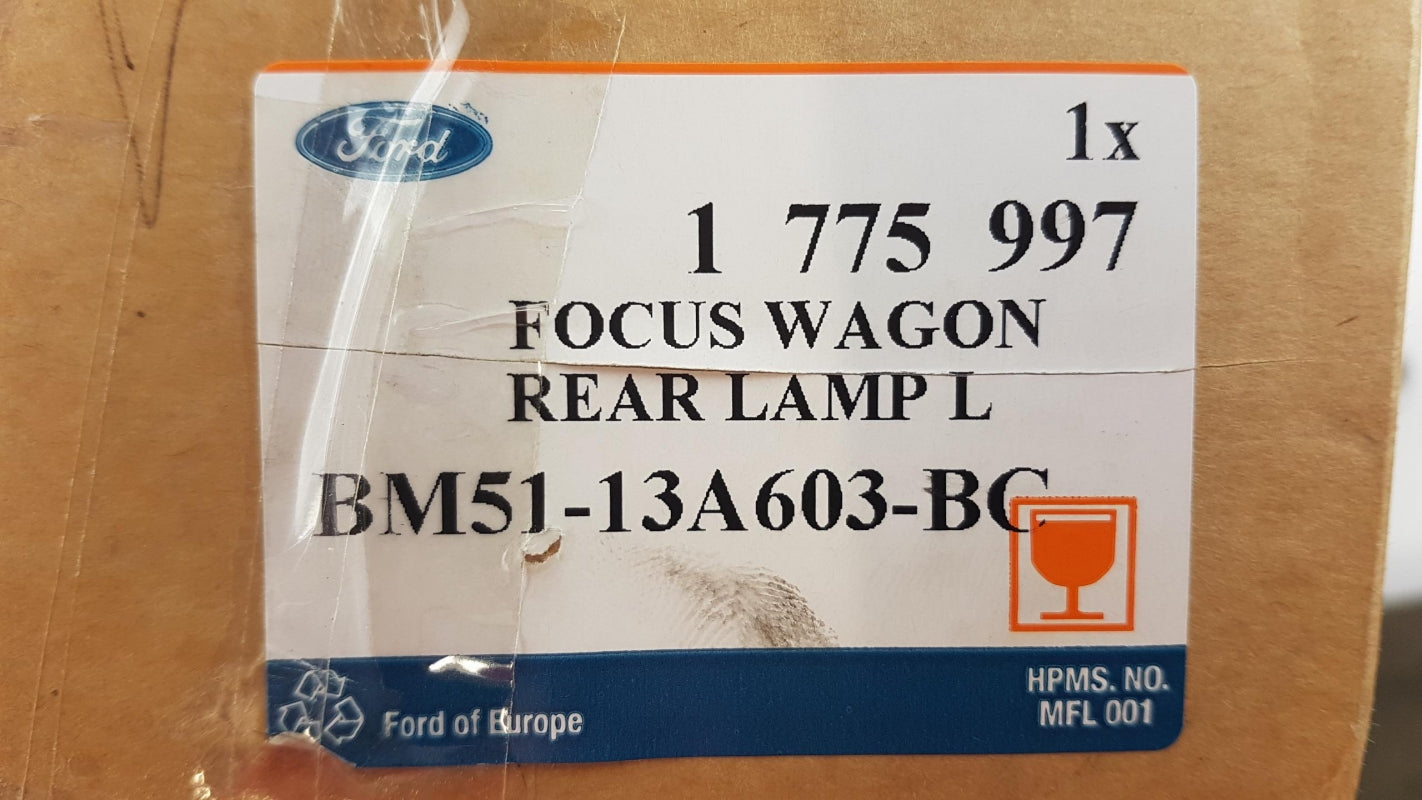 Ford
1x
1 775 997
FOCUS WAGON
REAR LAMP L
BM51-13A603-BC
Ford of Europe
HPMS. NO.
MFL 001